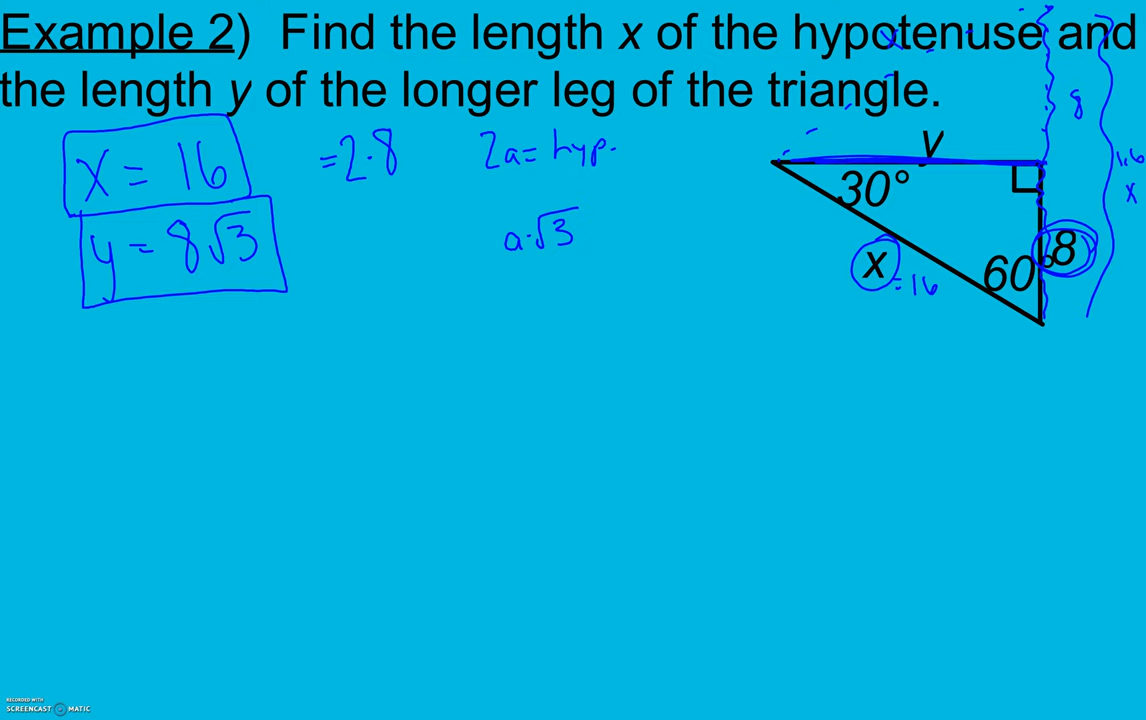 Example 2) Find the length x of the hypotenuse and
the length y of the longer leg of the triangle.
x = 16
= 2·8
2a = hyp.
y = 8√3
a·√3
y
30°
x
= 16
60°
8
8
16
x
x
RECORDED WITH
SCREENCAST MATIC